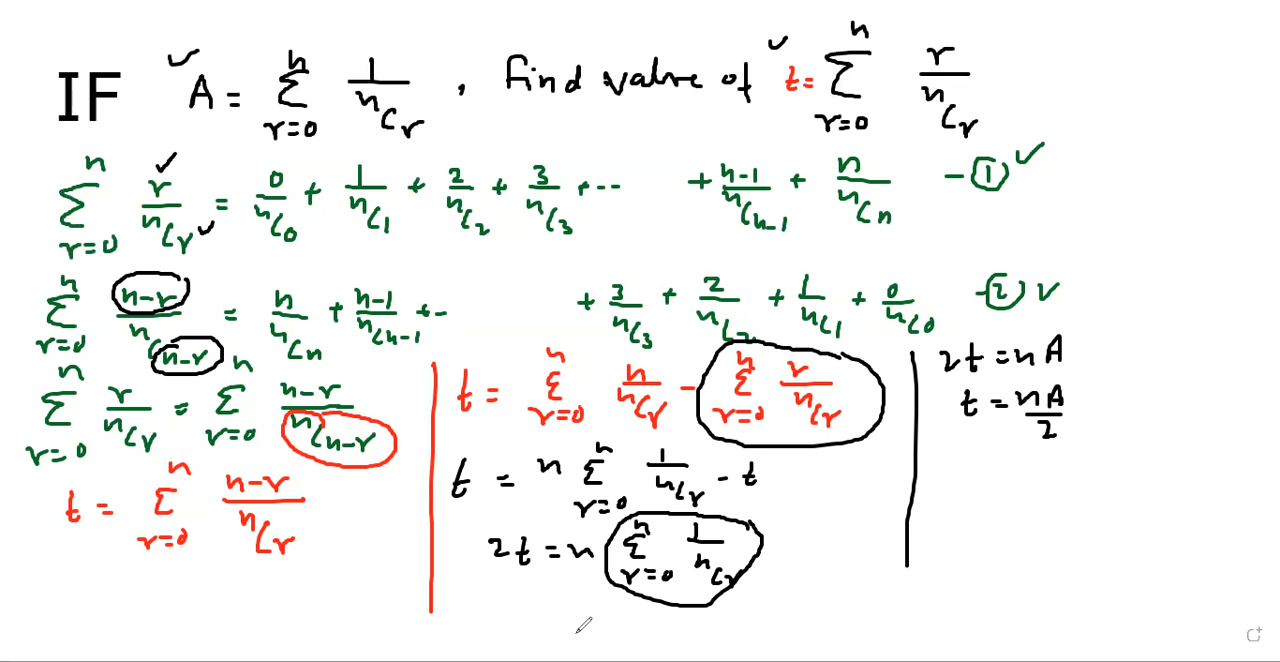 IF A = Σ_{r=0}^{n} 1/ⁿC_r , find value of t = Σ_{r=0}^{n} r/ⁿC_r
Σ_{r=0}^{n} r/ⁿC_r = 0/ⁿC_0 + 1/ⁿC_1 + 2/ⁿC_2 + 3/ⁿC_3 + ... + n-1/ⁿC_{n-1} + n/ⁿC_n - ①
Σ_{r=0}^{n} n-r/ⁿC_{n-r} = n/ⁿC_n + n-1/ⁿC_{n-1} + ... + 3/ⁿC_3 + 2/ⁿC_2 + 1/ⁿC_1 + 0/ⁿC_0 - ②
Σ_{r=0}^{n} r/ⁿC_r = Σ_{r=0}^{n} n-r/ⁿC_{n-r}
t = Σ_{r=0}^{n} n-r/ⁿC_r
t = Σ_{r=0}^{n} n/ⁿC_r - Σ_{r=0}^{n} r/ⁿC_r
t = n Σ_{r=0}^{n} 1/ⁿC_r - t
2t = n Σ_{r=0}^{n} 1/ⁿC_r
2t = nA
t = nA/2